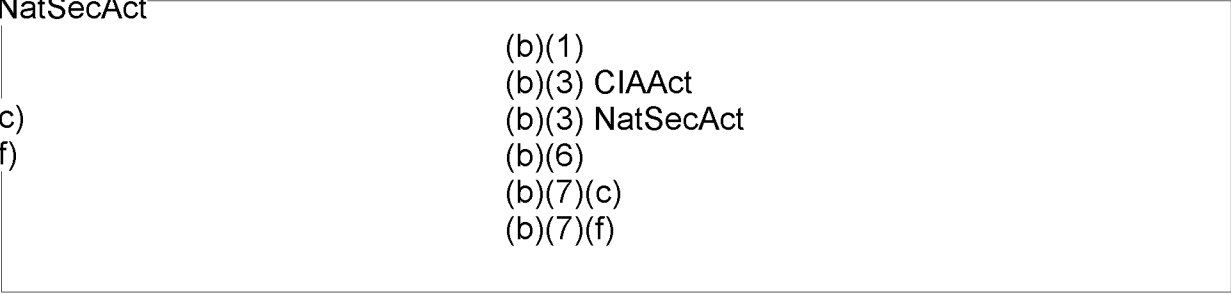 NatSecAct
(b)(1)
(b)(3) CIAAct
c)
(b)(3) NatSecAct
f)
(b)(6)
(b)(7)(c)
(b)(7)(f)